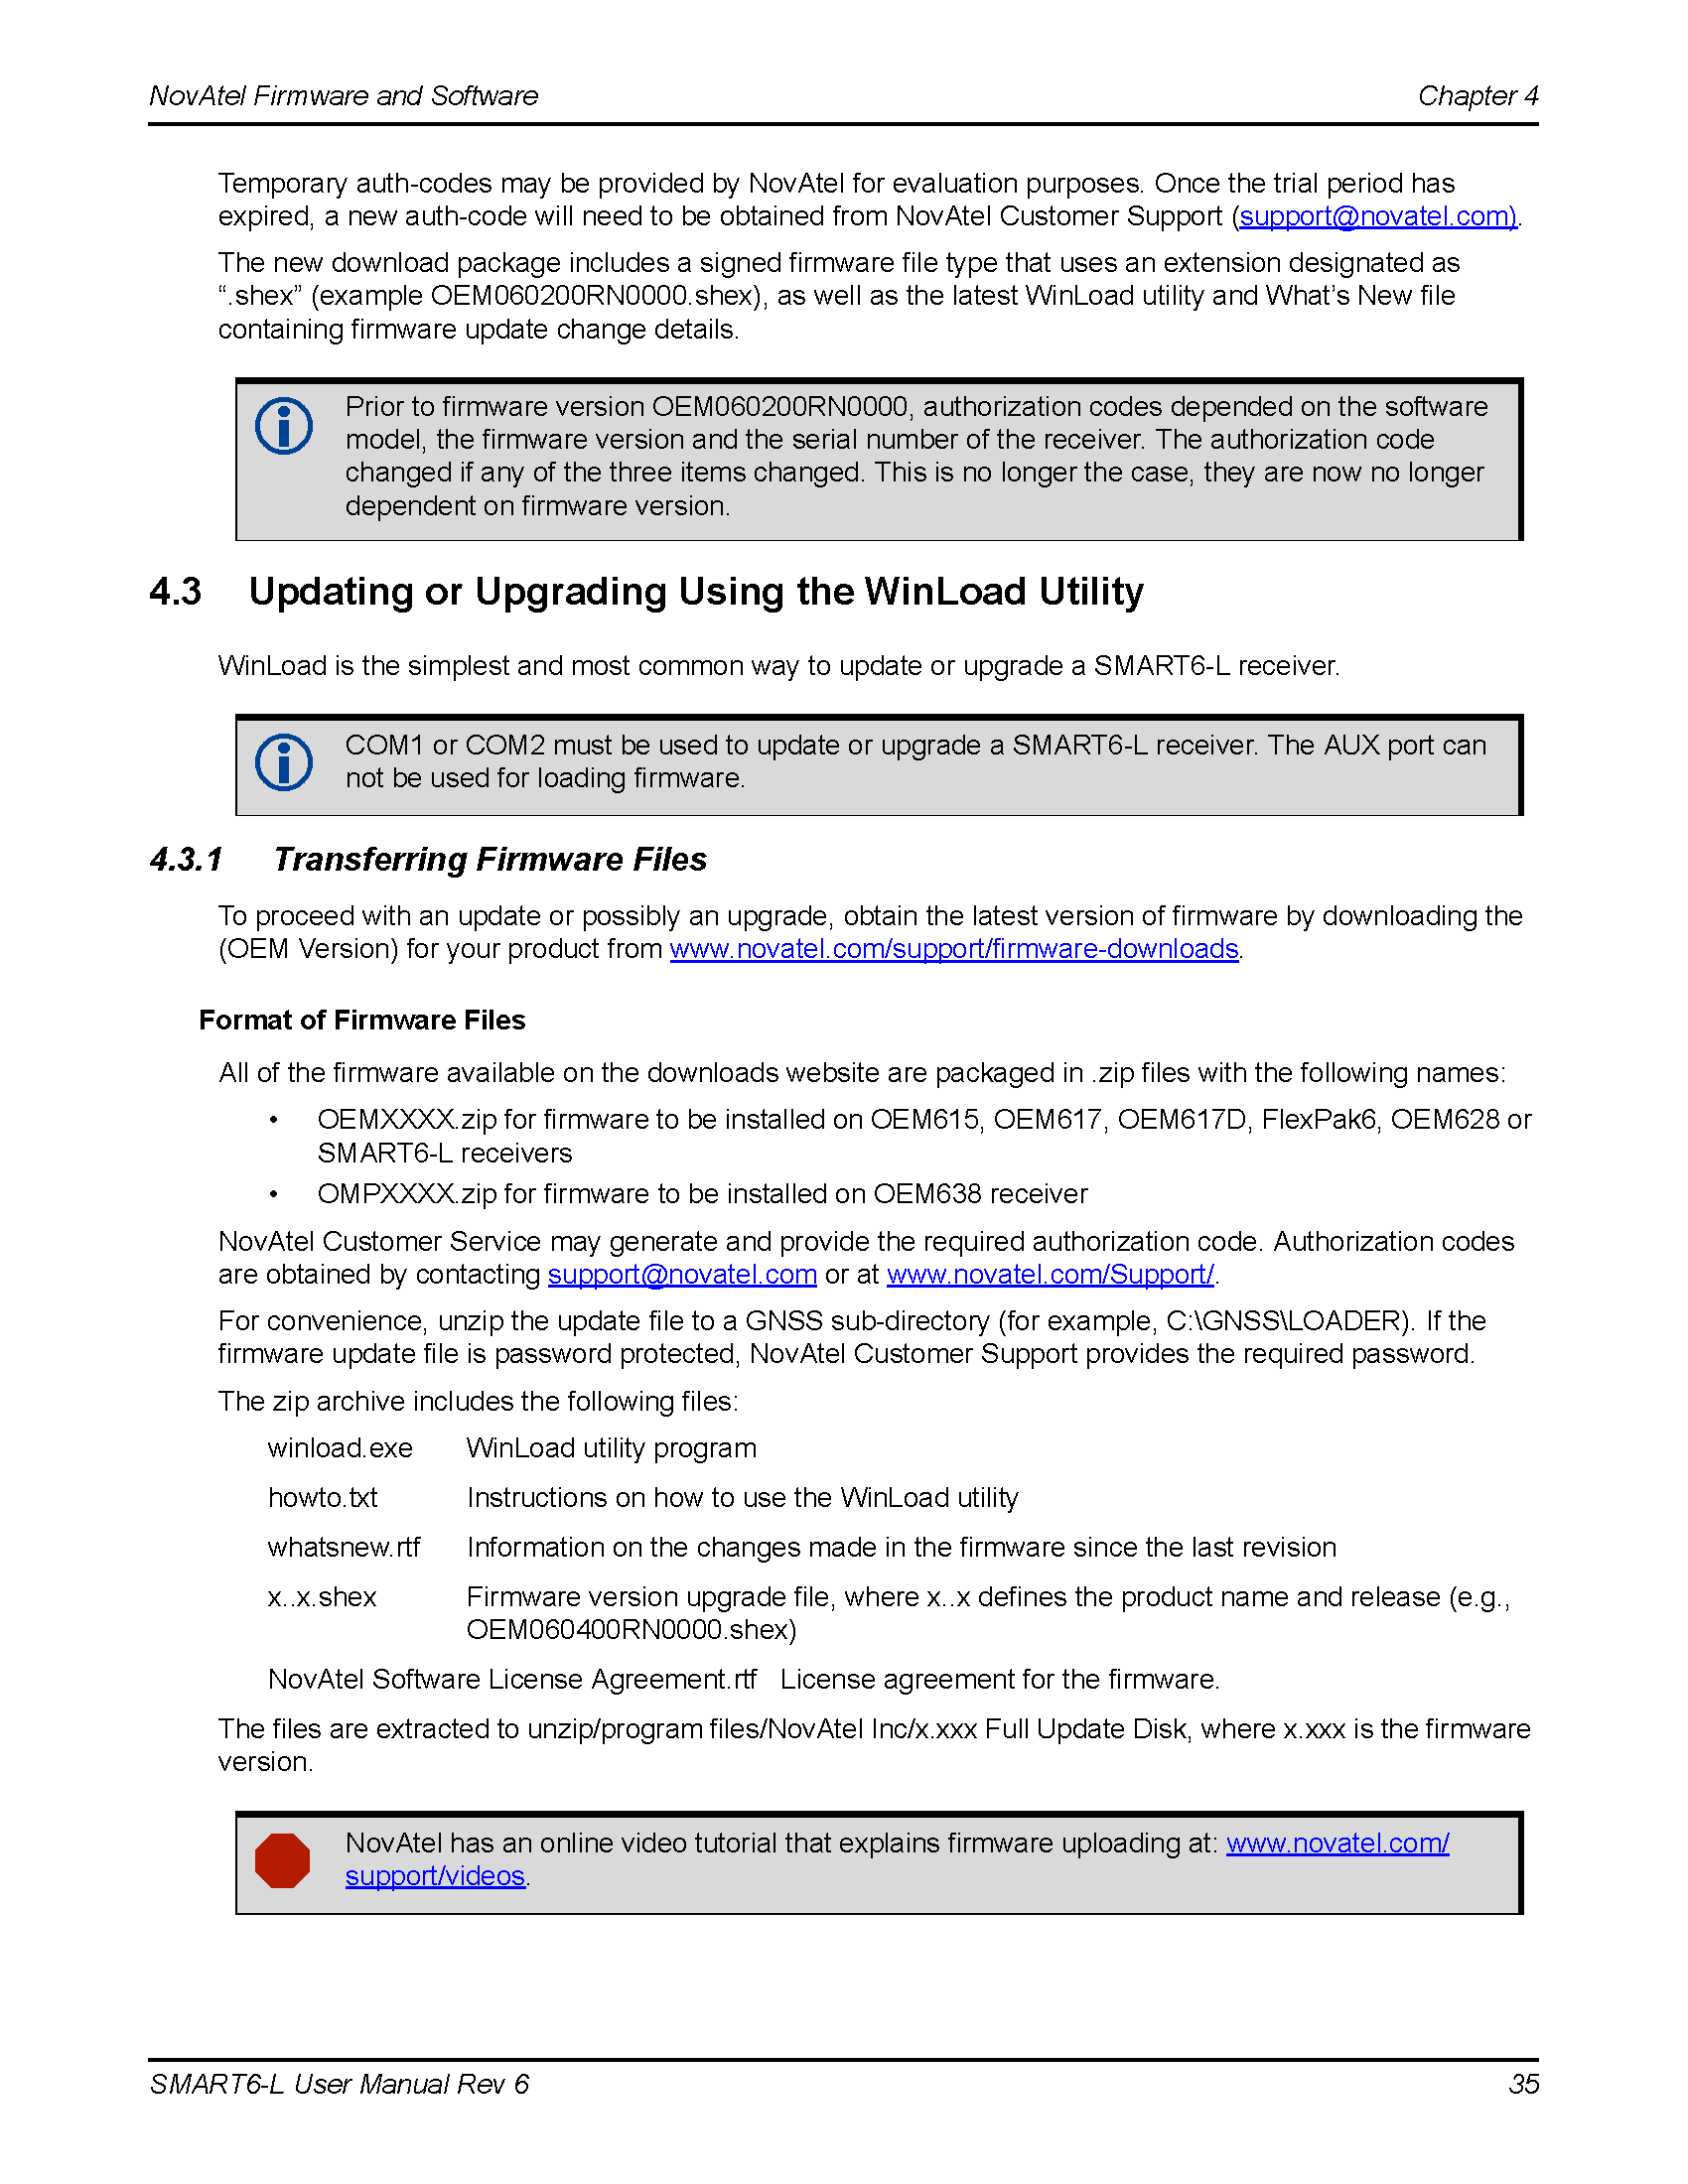 NovAtel Firmware and Software Chapter 4
Temporary auth-codes may be provided by NovAtel for evaluation purposes. Once the trial period has
expired, a new auth-code will need to be obtained from NovAtel Customer Support (support@novatel.com).
The new download package includes a signed firmware file type that uses an extension designated as
“.shex” (example OEM060200RN0000.shex), as well as the latest WinLoad utility and What’s New file
containing firmware update change details.
Prior to firmware version OEM060200RN0000, authorization codes depended on the software
model, the firmware version and the serial number of the receiver. The authorization code
changed if any of the three items changed. This is no longer the case, they are now no longer
dependent on firmware version.
4.3 Updating or Upgrading Using the WinLoad Utility
WinLoad is the simplest and most common way to update or upgrade a SMART6-L receiver.
COM1 or COM2 must be used to update or upgrade a SMART6-L receiver. The AUX port can
not be used for loading firmware.
4.3.1 Transferring Firmware Files
To proceed with an update or possibly an upgrade, obtain the latest version of firmware by downloading the
(OEM Version) for your product from www.novatel.com/support/firmware-downloads.
Format of Firmware Files
All of the firmware available on the downloads website are packaged in .zip files with the following names:
• OEMXXXX.zip for firmware to be installed on OEM615, OEM617, OEM617D, FlexPak6, OEM628 or
SMART6-L receivers
• OMPXXXX.zip for firmware to be installed on OEM638 receiver
NovAtel Customer Service may generate and provide the required authorization code. Authorization codes
are obtained by contacting support@novatel.com or at www.novatel.com/Support/.
For convenience, unzip the update file to a GNSS sub-directory (for example, C:\GNSS\LOADER). If the
firmware update file is password protected, NovAtel Customer Support provides the required password.
The zip archive includes the following files:
winload.exe WinLoad utility program
howto.txt Instructions on how to use the WinLoad utility
whatsnew.rtf Information on the changes made in the firmware since the last revision
x..x.shex Firmware version upgrade file, where x..x defines the product name and release (e.g.,
OEM060400RN0000.shex)
NovAtel Software License Agreement.rtf License agreement for the firmware.
The files are extracted to unzip/program files/NovAtel Inc/x.xxx Full Update Disk, where x.xxx is the firmware
version.
NovAtel has an online video tutorial that explains firmware uploading at: www.novatel.com/
support/videos.
SMART6-L User Manual Rev 6 35